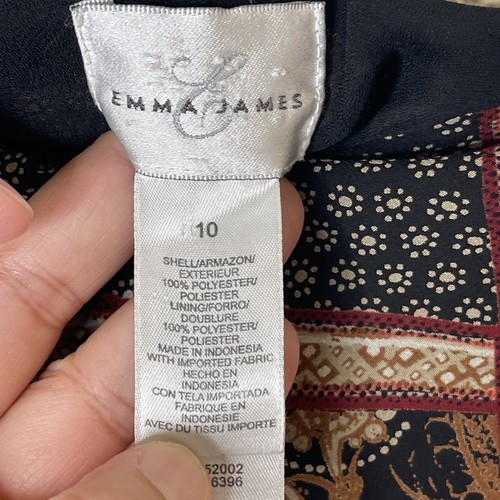 EMMA JAMES
10
SHELL/ARMAZON/
EXTERIEUR
100% POLYESTER/
POLIESTER
LINING/FORRO/
DOUBLURE
100% POLYESTER/
POLIESTER
MADE IN INDONESIA
WITH IMPORTED FABRIC
HECHO EN
INDONESIA
CON TELA IMPORTADA
FABRIQUE EN
INDONESIA
AVEC DU TISSU IMPORTE
52002
6396